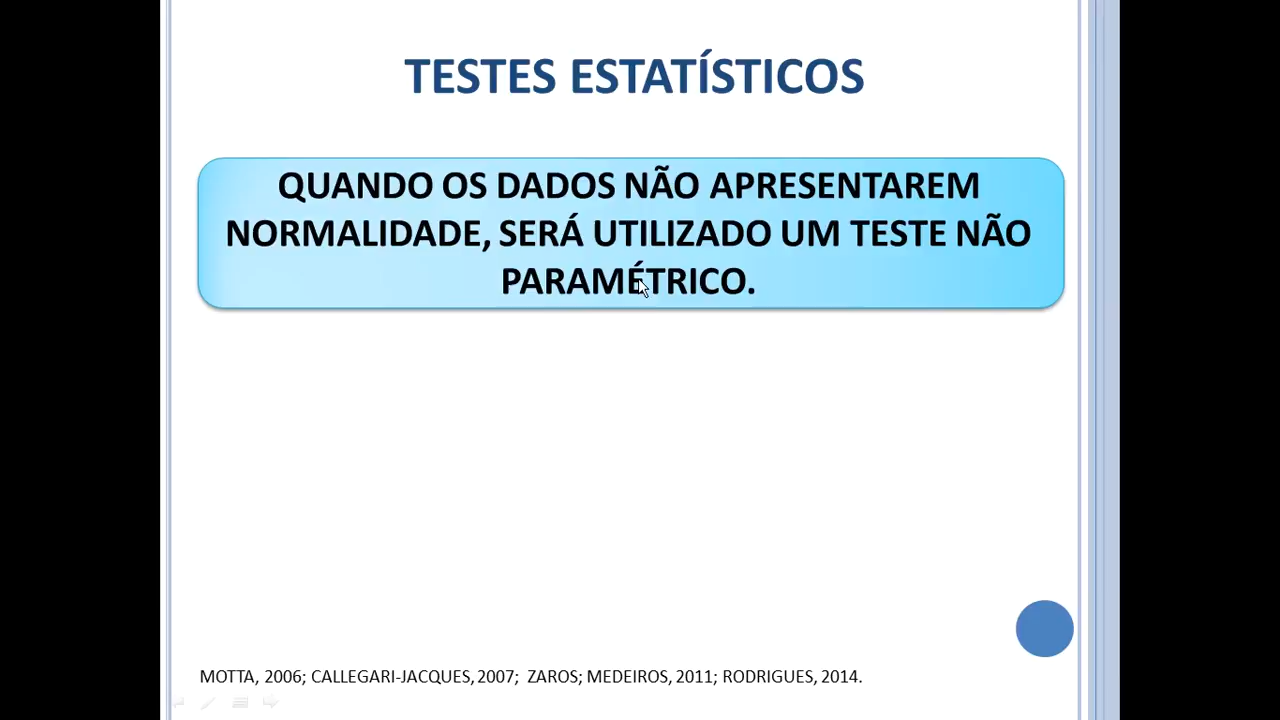 TESTES ESTATÍSTICOS
QUANDO OS DADOS NÃO APRESENTAREM
NORMALIDADE, SERÁ UTILIZADO UM TESTE NÃO
PARAMÉTRICO.
MOTTA, 2006; CALLEGARI-JACQUES, 2007; ZAROS; MEDEIROS, 2011; RODRIGUES, 2014.